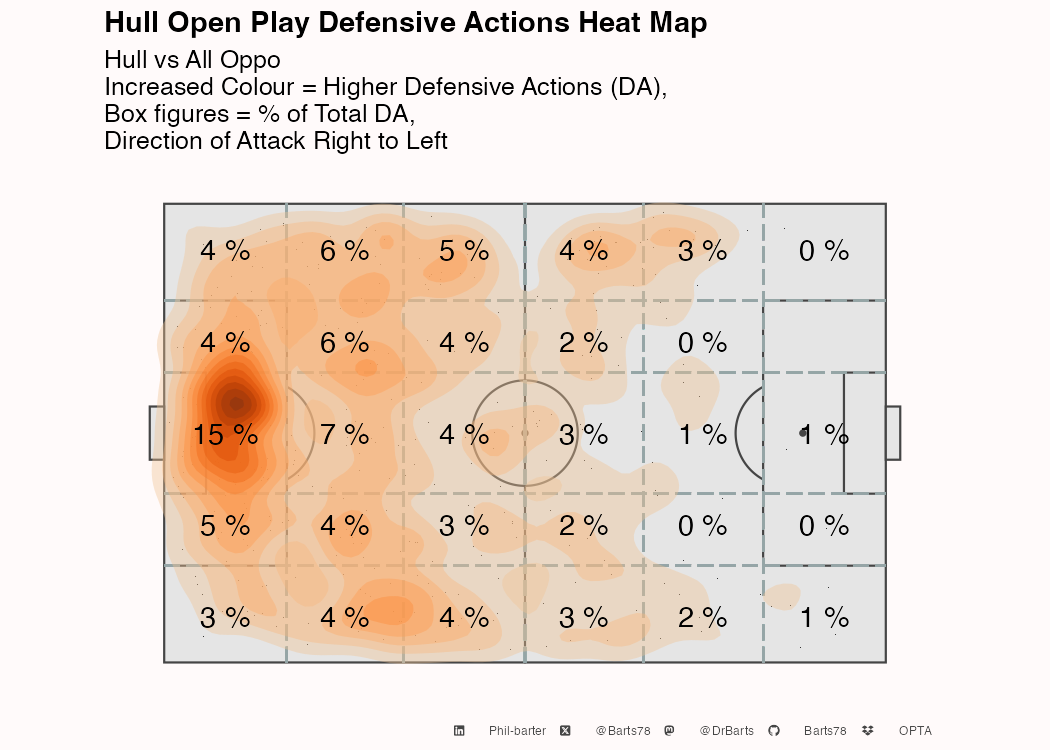 Hull Open Play Defensive Actions Heat Map
Hull vs All Oppo
Increased Colour = Higher Defensive Actions (DA),
Box figures = % of Total DA,
Direction of Attack Right to Left
4 % 6 % 5 % 4 % 3 % 0 %
4 % 6 % 4 % 2 % 0 %
15 % 7 % 4 % 3 % 1 % 1 %
5 % 4 % 3 % 2 % 0 % 0 %
3 % 4 % 4 % 3 % 2 % 1 %
Phil-barter @Barts78 @DrBarts Barts78 OPTA